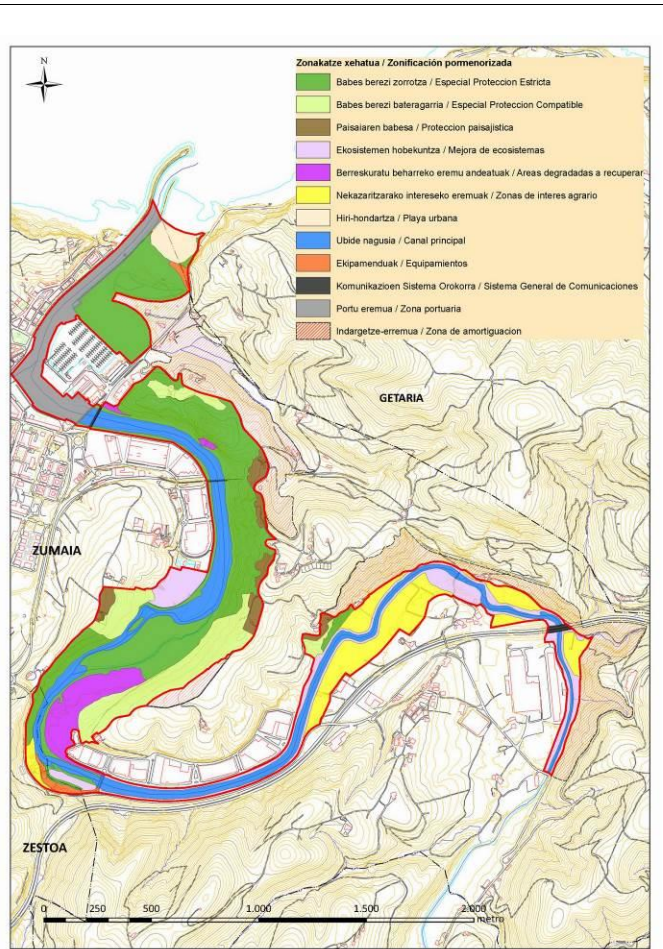 N
Zonakatze xehatua / Zonificación pormenorizada
Babes berezi zorrotza / Especial Proteccion Estricta
Babes berezi bateragarria / Especial Proteccion Compatible
Paisaiaren babesa / Proteccion paisajistica
Ekosistemen hobekuntza / Mejora de ecosistemas
Berreskuratu beharreko eremu andeatuak / Areas degradadas a recuperar
Nekazaritzarako intereseko eremuak / Zonas de interes agrario
Hiri-hondartza / Playa urbana
Ubide nagusia / Canal principal
Ekipamenduak / Equipamientos
Komunikazioen Sistema Orokorra / Sistema General de Comunicaciones
Portu eremua / Zona portuaria
Indargetze-erremua / Zona de amortiguacion
GETARIA
ZUMAIA
ZESTOA
0 250 500 1.000 1.500 2.000
metro